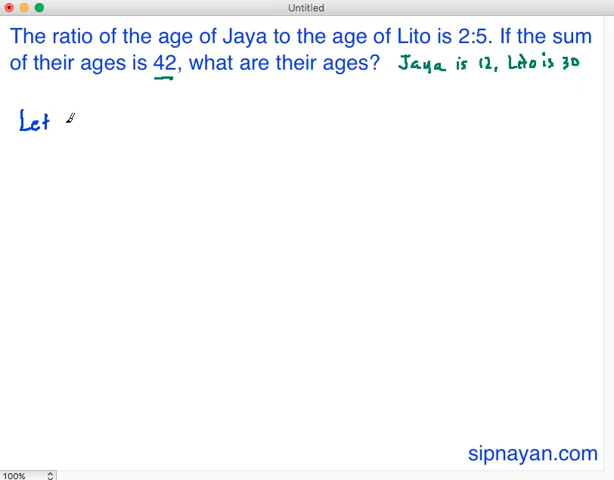 Untitled
The ratio of the age of Jaya to the age of Lito is 2:5. If the sum
of their ages is 42, what are their ages? Jaya is 12, Lito is 30
Let
sipnayan.com
100%